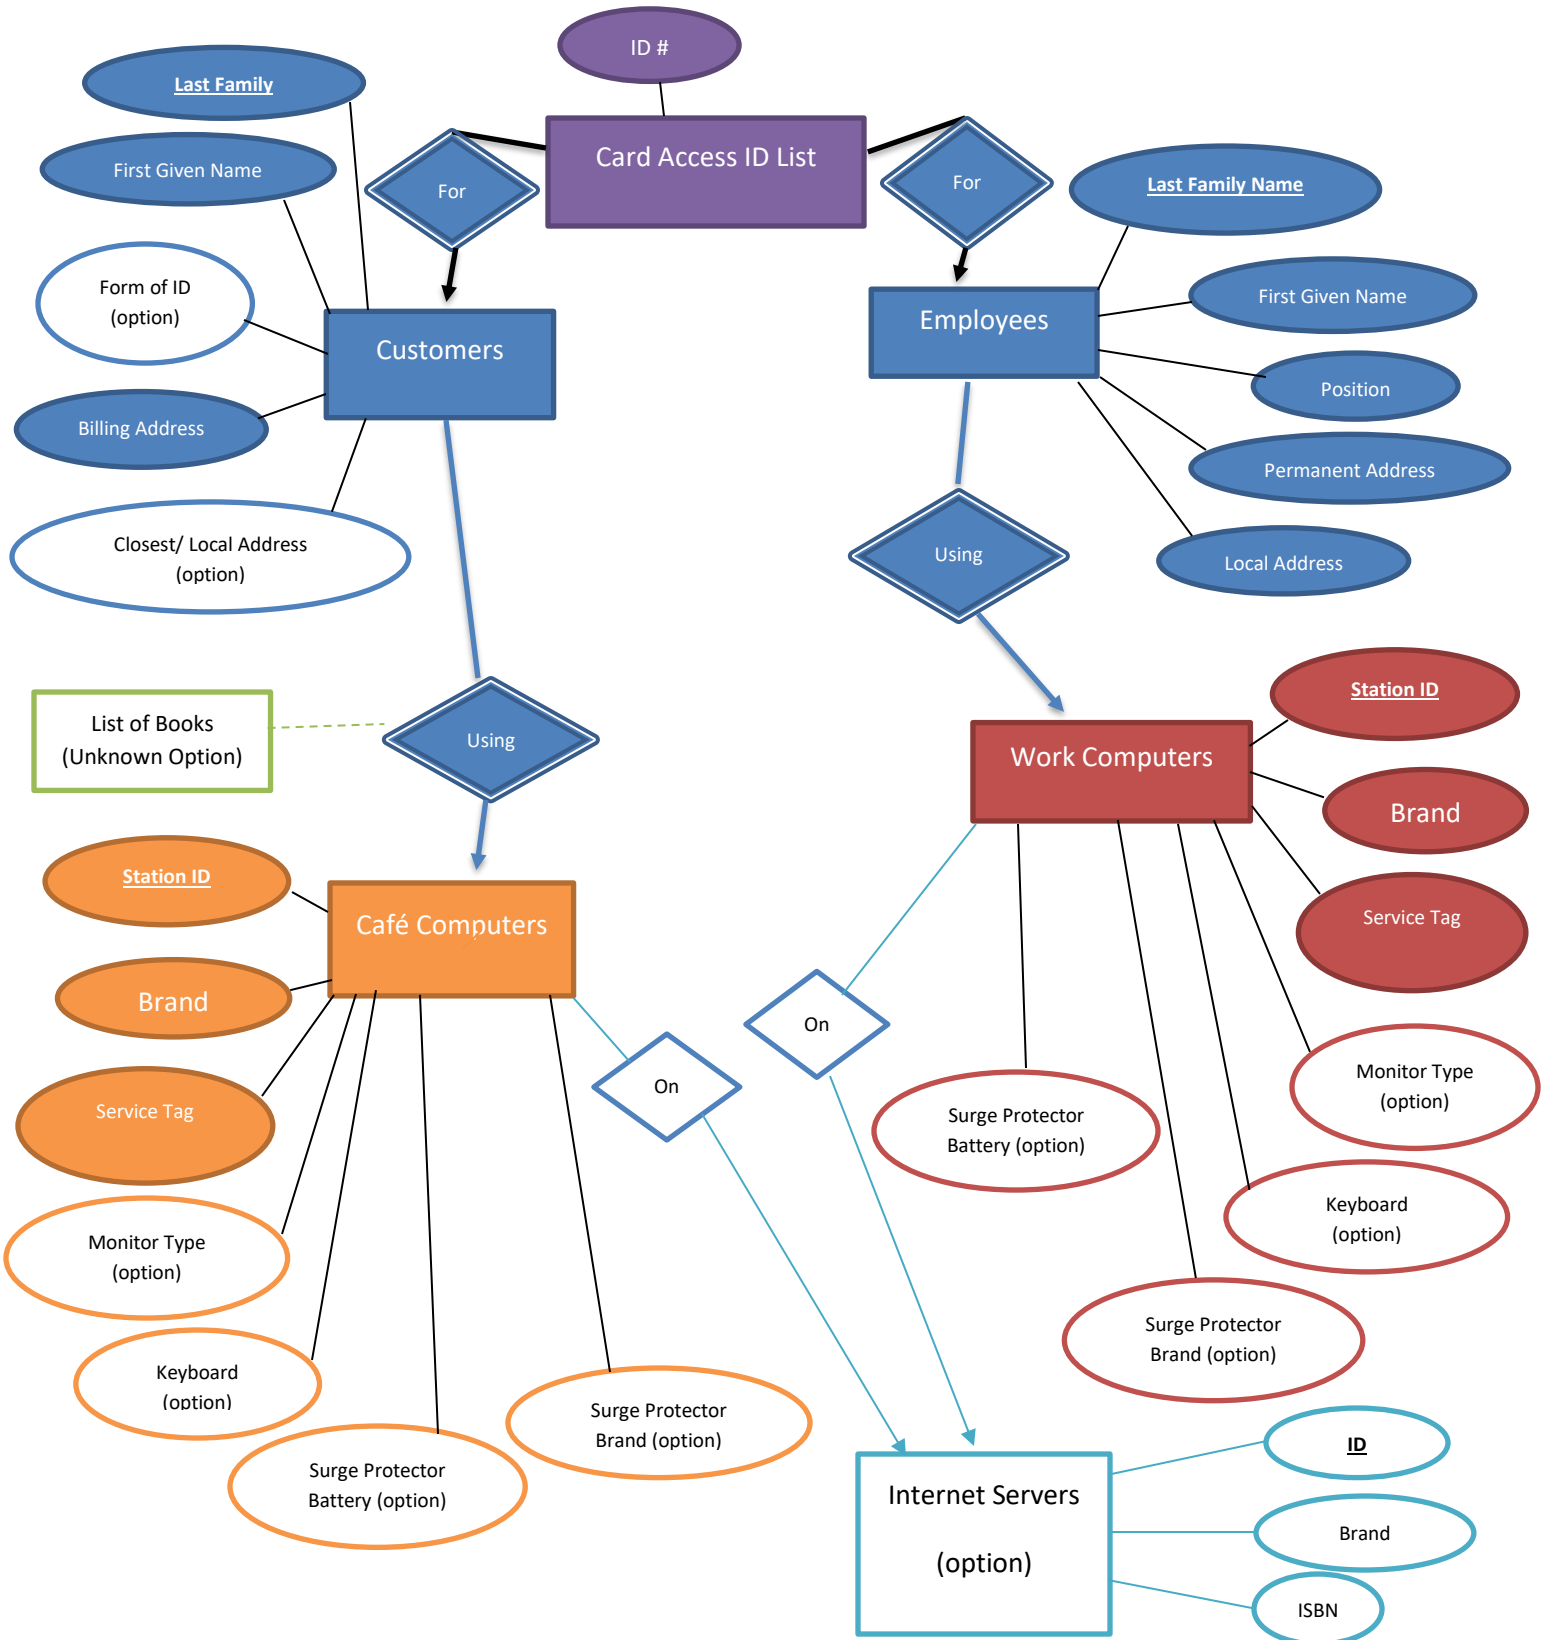 ID #
Last Family
First Given Name
Card Access ID List
For
For
Last Family Name
Form of ID
(option)
First Given Name
Customers
Employees
Position
Billing Address
Permanent Address
Closest/ Local Address
(option)
Using
Local Address
List of Books
(Unknown Option)
Using
Station ID
Work Computers
Brand
Station ID
Café Computers
Service Tag
Brand
On
On
Service Tag
Monitor Type
(option)
Surge Protector
Battery (option)
Monitor Type
(option)
Keyboard
(option)
Surge Protector
Brand (option)
Keyboard
(option)
Surge Protector
Brand (option)
Surge Protector
Battery (option)
ID
Internet Servers
(option)
Brand
ISBN